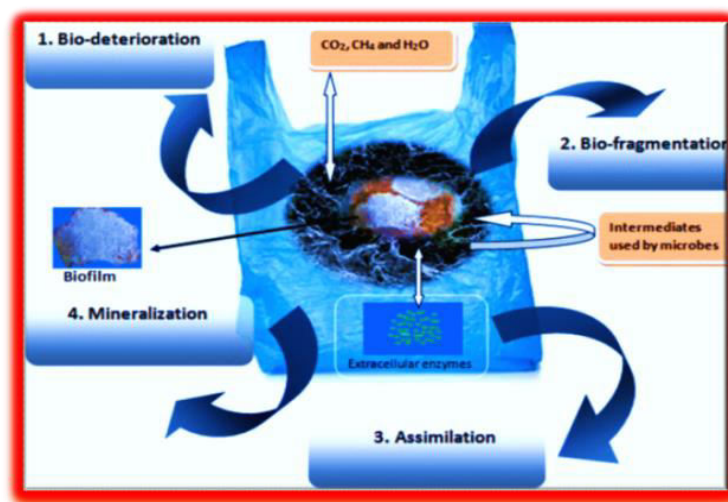 1. Bio-deterioration
CO₂, CH₄ and H₂O
2. Bio-fragmentation
Intermediates
used by microbes
Biofilm
4. Mineralization
Extracellular enzymes
3. Assimilation